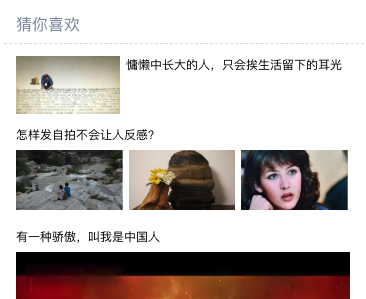 猜你喜欢
慵懒中长大的人，只会挨生活留下的耳光
怎样发自拍不会让人反感?
有一种骄傲，叫我是中国人